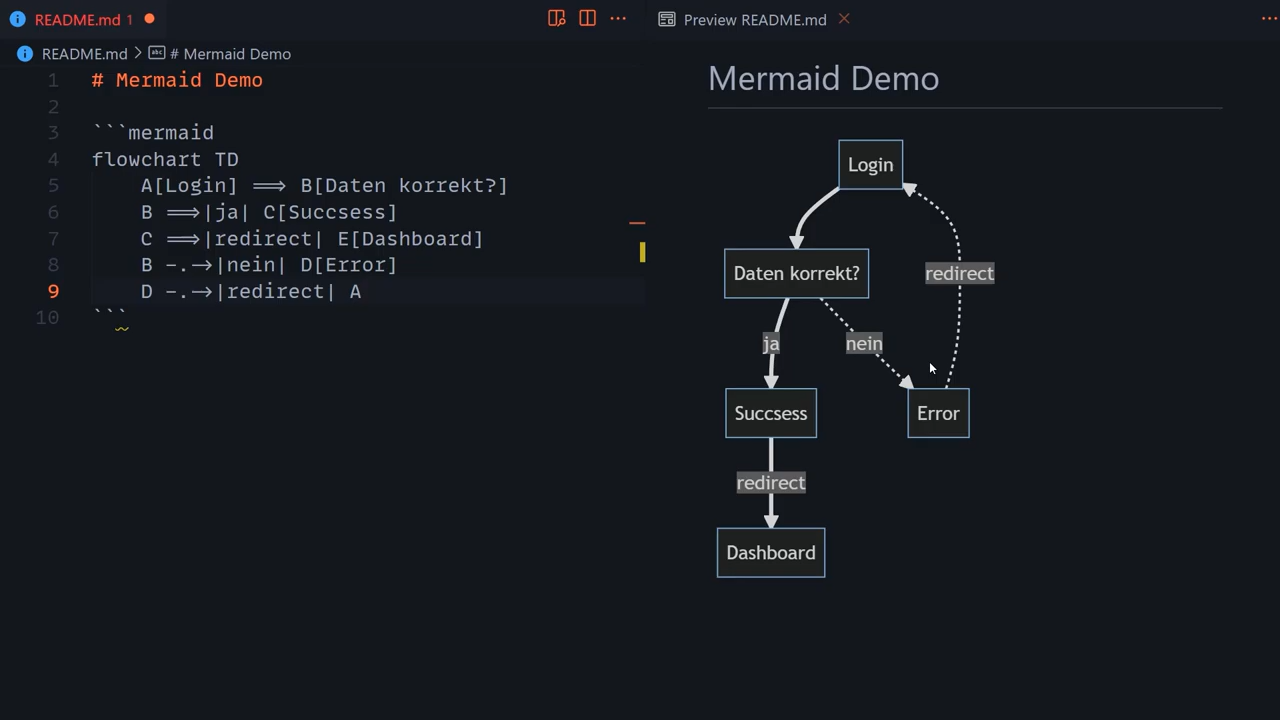 README.md 1
README.md > # Mermaid Demo
1 # Mermaid Demo
2
3 ```mermaid
4 flowchart TD
5 A[Login] ==> B[Daten korrekt?]
6 B ==>|ja| C[Succsess]
7 C ==>|redirect| E[Dashboard]
8 B -.->|nein| D[Error]
9 D -.->|redirect| A
10 ```
Preview README.md
Mermaid Demo
Login
Daten korrekt?
redirect
ja
nein
Succsess
Error
redirect
Dashboard